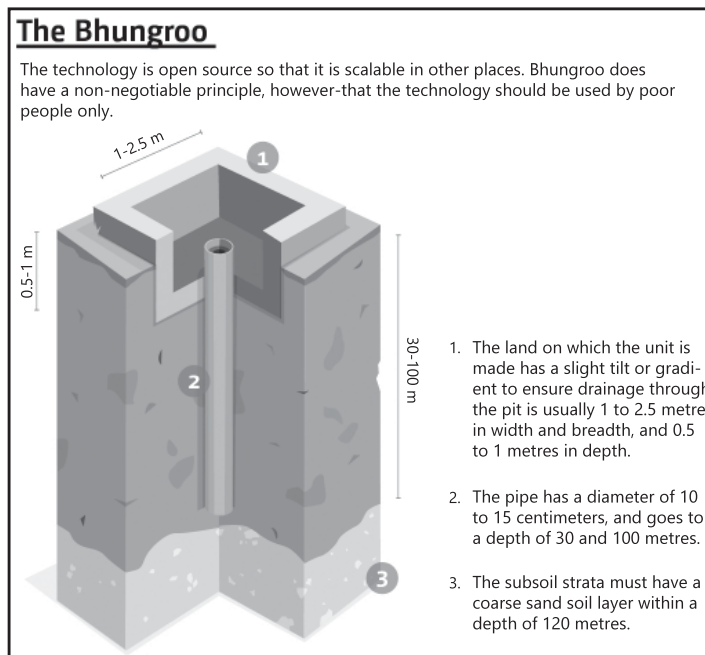 The Bhungroo
The technology is open source so that it is scalable in other places. Bhungroo does
have a non-negotiable principle, however-that the technology should be used by poor
people only.
1-2.5 m
1
0.5-1 m
2
30-100 m
3
1. The land on which the unit is
made has a slight tilt or gradi-
ent to ensure drainage through
the pit is usually 1 to 2.5 metre
in width and breadth, and 0.5
to 1 metres in depth.
2. The pipe has a diameter of 10
to 15 centimeters, and goes to
a depth of 30 and 100 metres.
3. The subsoil strata must have a
coarse sand soil layer within a
depth of 120 metres.